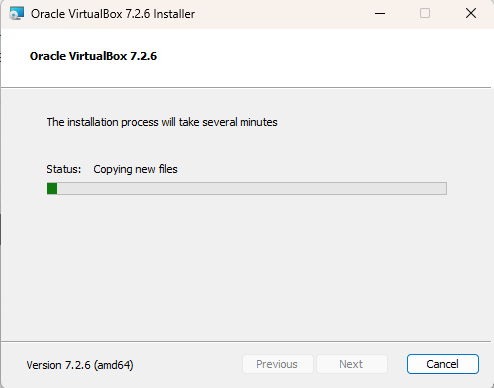 Oracle VirtualBox 7.2.6 Installer
Oracle VirtualBox 7.2.6
The installation process will take several minutes
Status: Copying new files
Version 7.2.6 (amd64) Previous Next Cancel